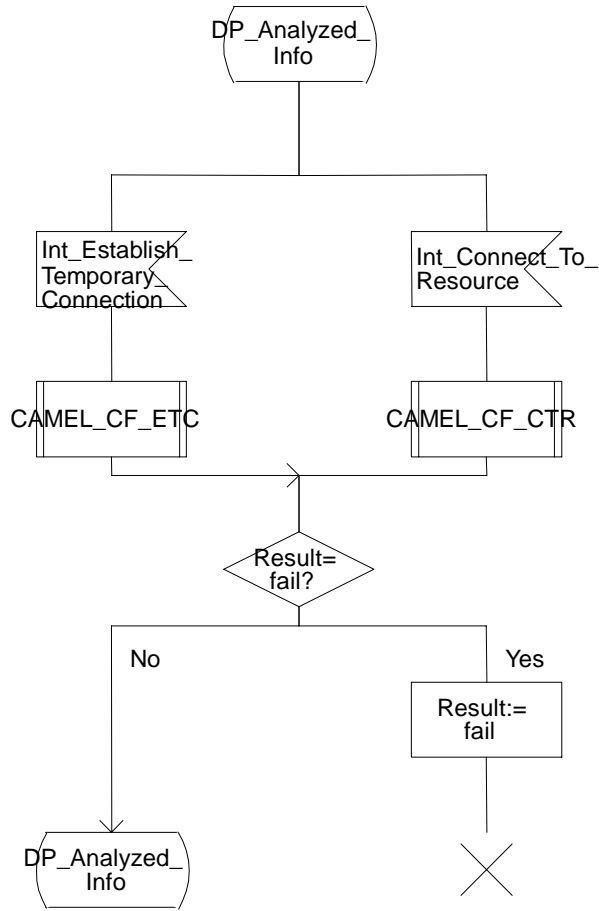 DP_Analyzed_
Info
Int_Establish_
Temporary_
Connection
Int_Connect_To_
Resource
CAMEL_CF_ETC
CAMEL_CF_CTR
Result=
fail?
No
Yes
Result:=
fail
DP_Analyzed_
Info